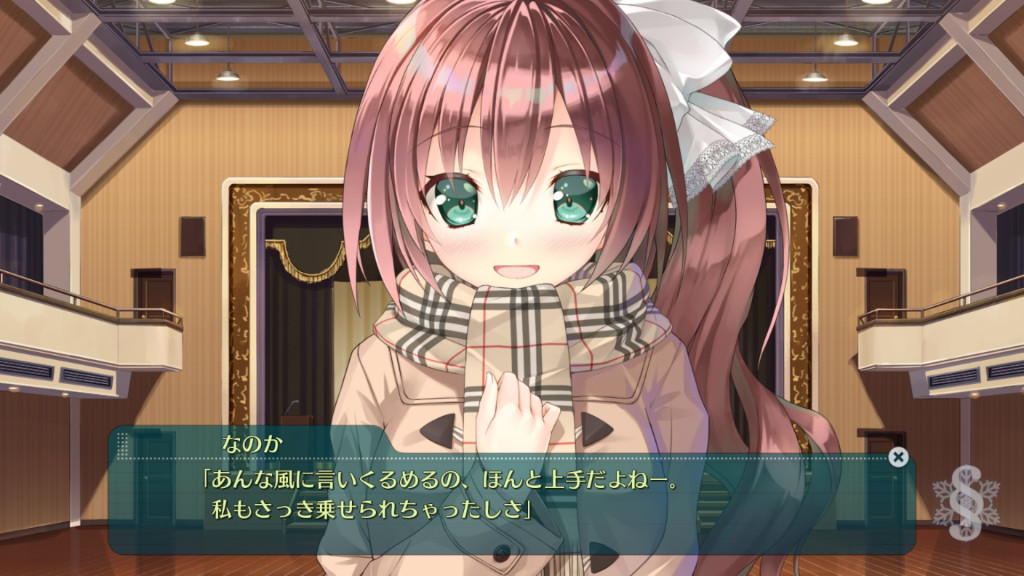 なのか
「あんな風に言いくるめるの、ほんと上手だよねー。
私もさっき乗せられちゃったしさ」